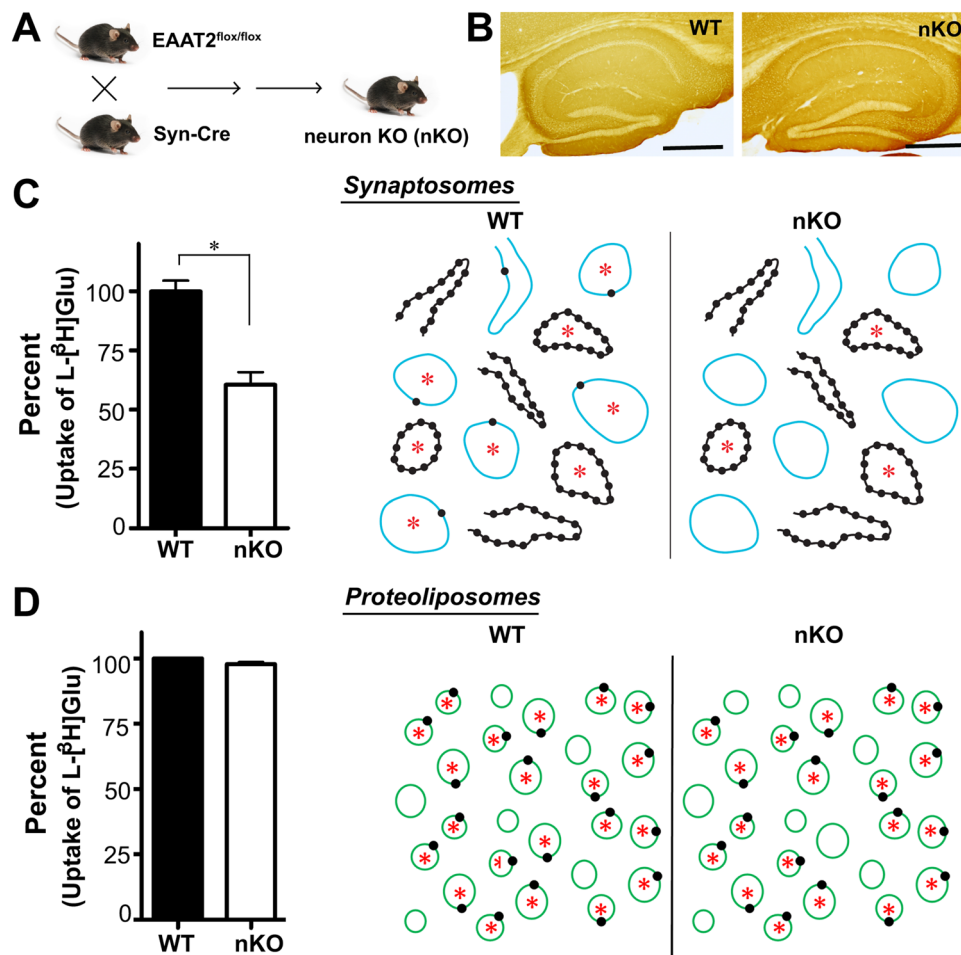 A
EAAT2flox/flox
Syn-Cre
neuron KO (nKO)
B
WT
nKO
C
Percent
(Uptake of L-[³H]Glu)
100
75
50
25
0
*
WT
nKO
Synaptosomes
WT
nKO
D
Percent
(Uptake of L-[³H]Glu)
100
75
50
25
0
WT
nKO
Proteoliposomes
WT
nKO